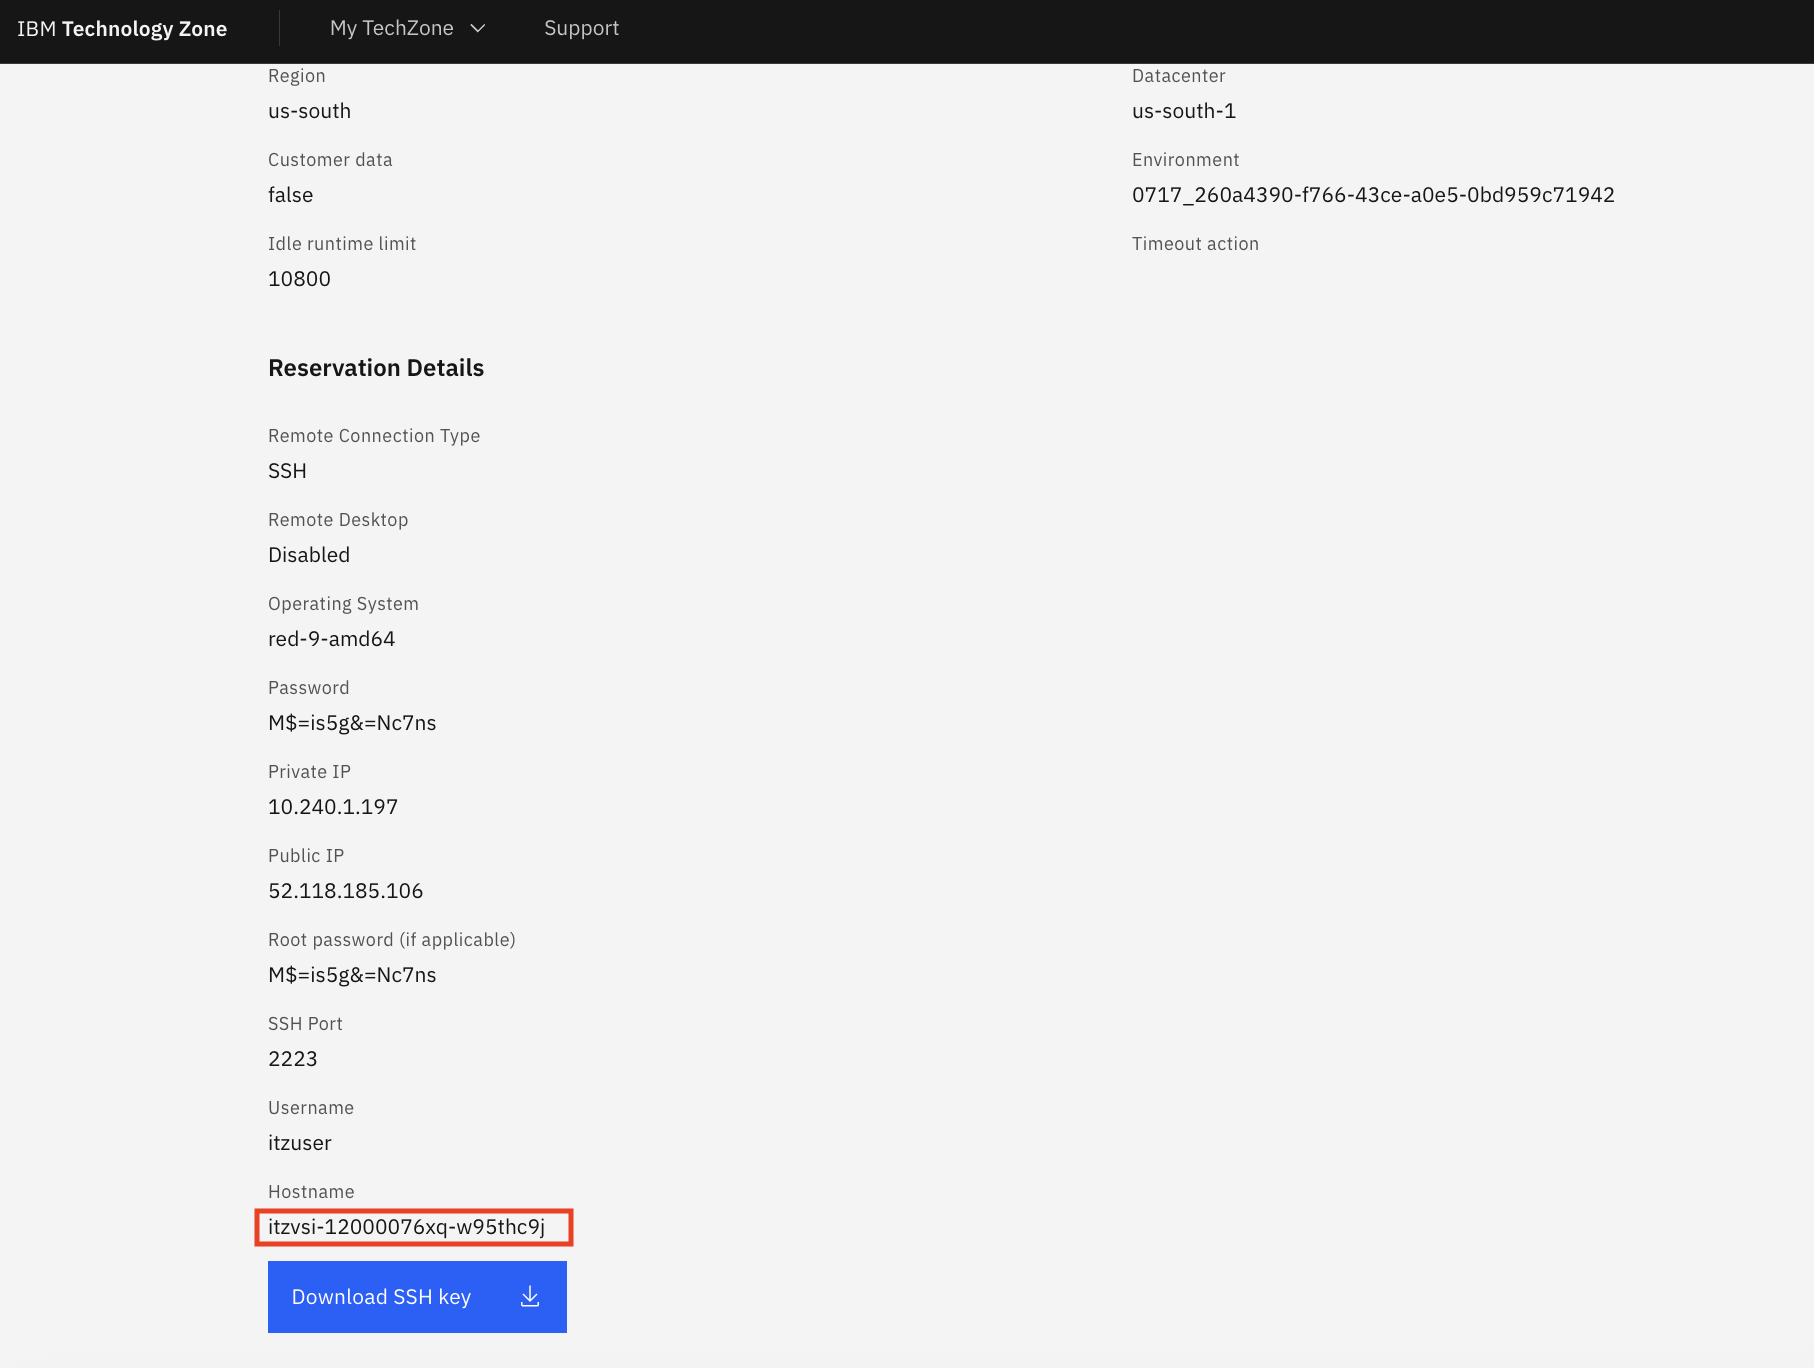 IBM Technology Zone
My TechZone
Support
Region
us-south
Datacenter
us-south-1
Customer data
false
Environment
0717_260a4390-f766-43ce-a0e5-0bd959c71942
Idle runtime limit
10800
Timeout action
Reservation Details
Remote Connection Type
SSH
Remote Desktop
Disabled
Operating System
red-9-amd64
Password
M$=is5g&=Nc7ns
Private IP
10.240.1.197
Public IP
52.118.185.106
Root password (if applicable)
M$=is5g&=Nc7ns
SSH Port
2223
Username
itzuser
Hostname
itzvsi-12000076xq-w95thc9j
Download SSH key